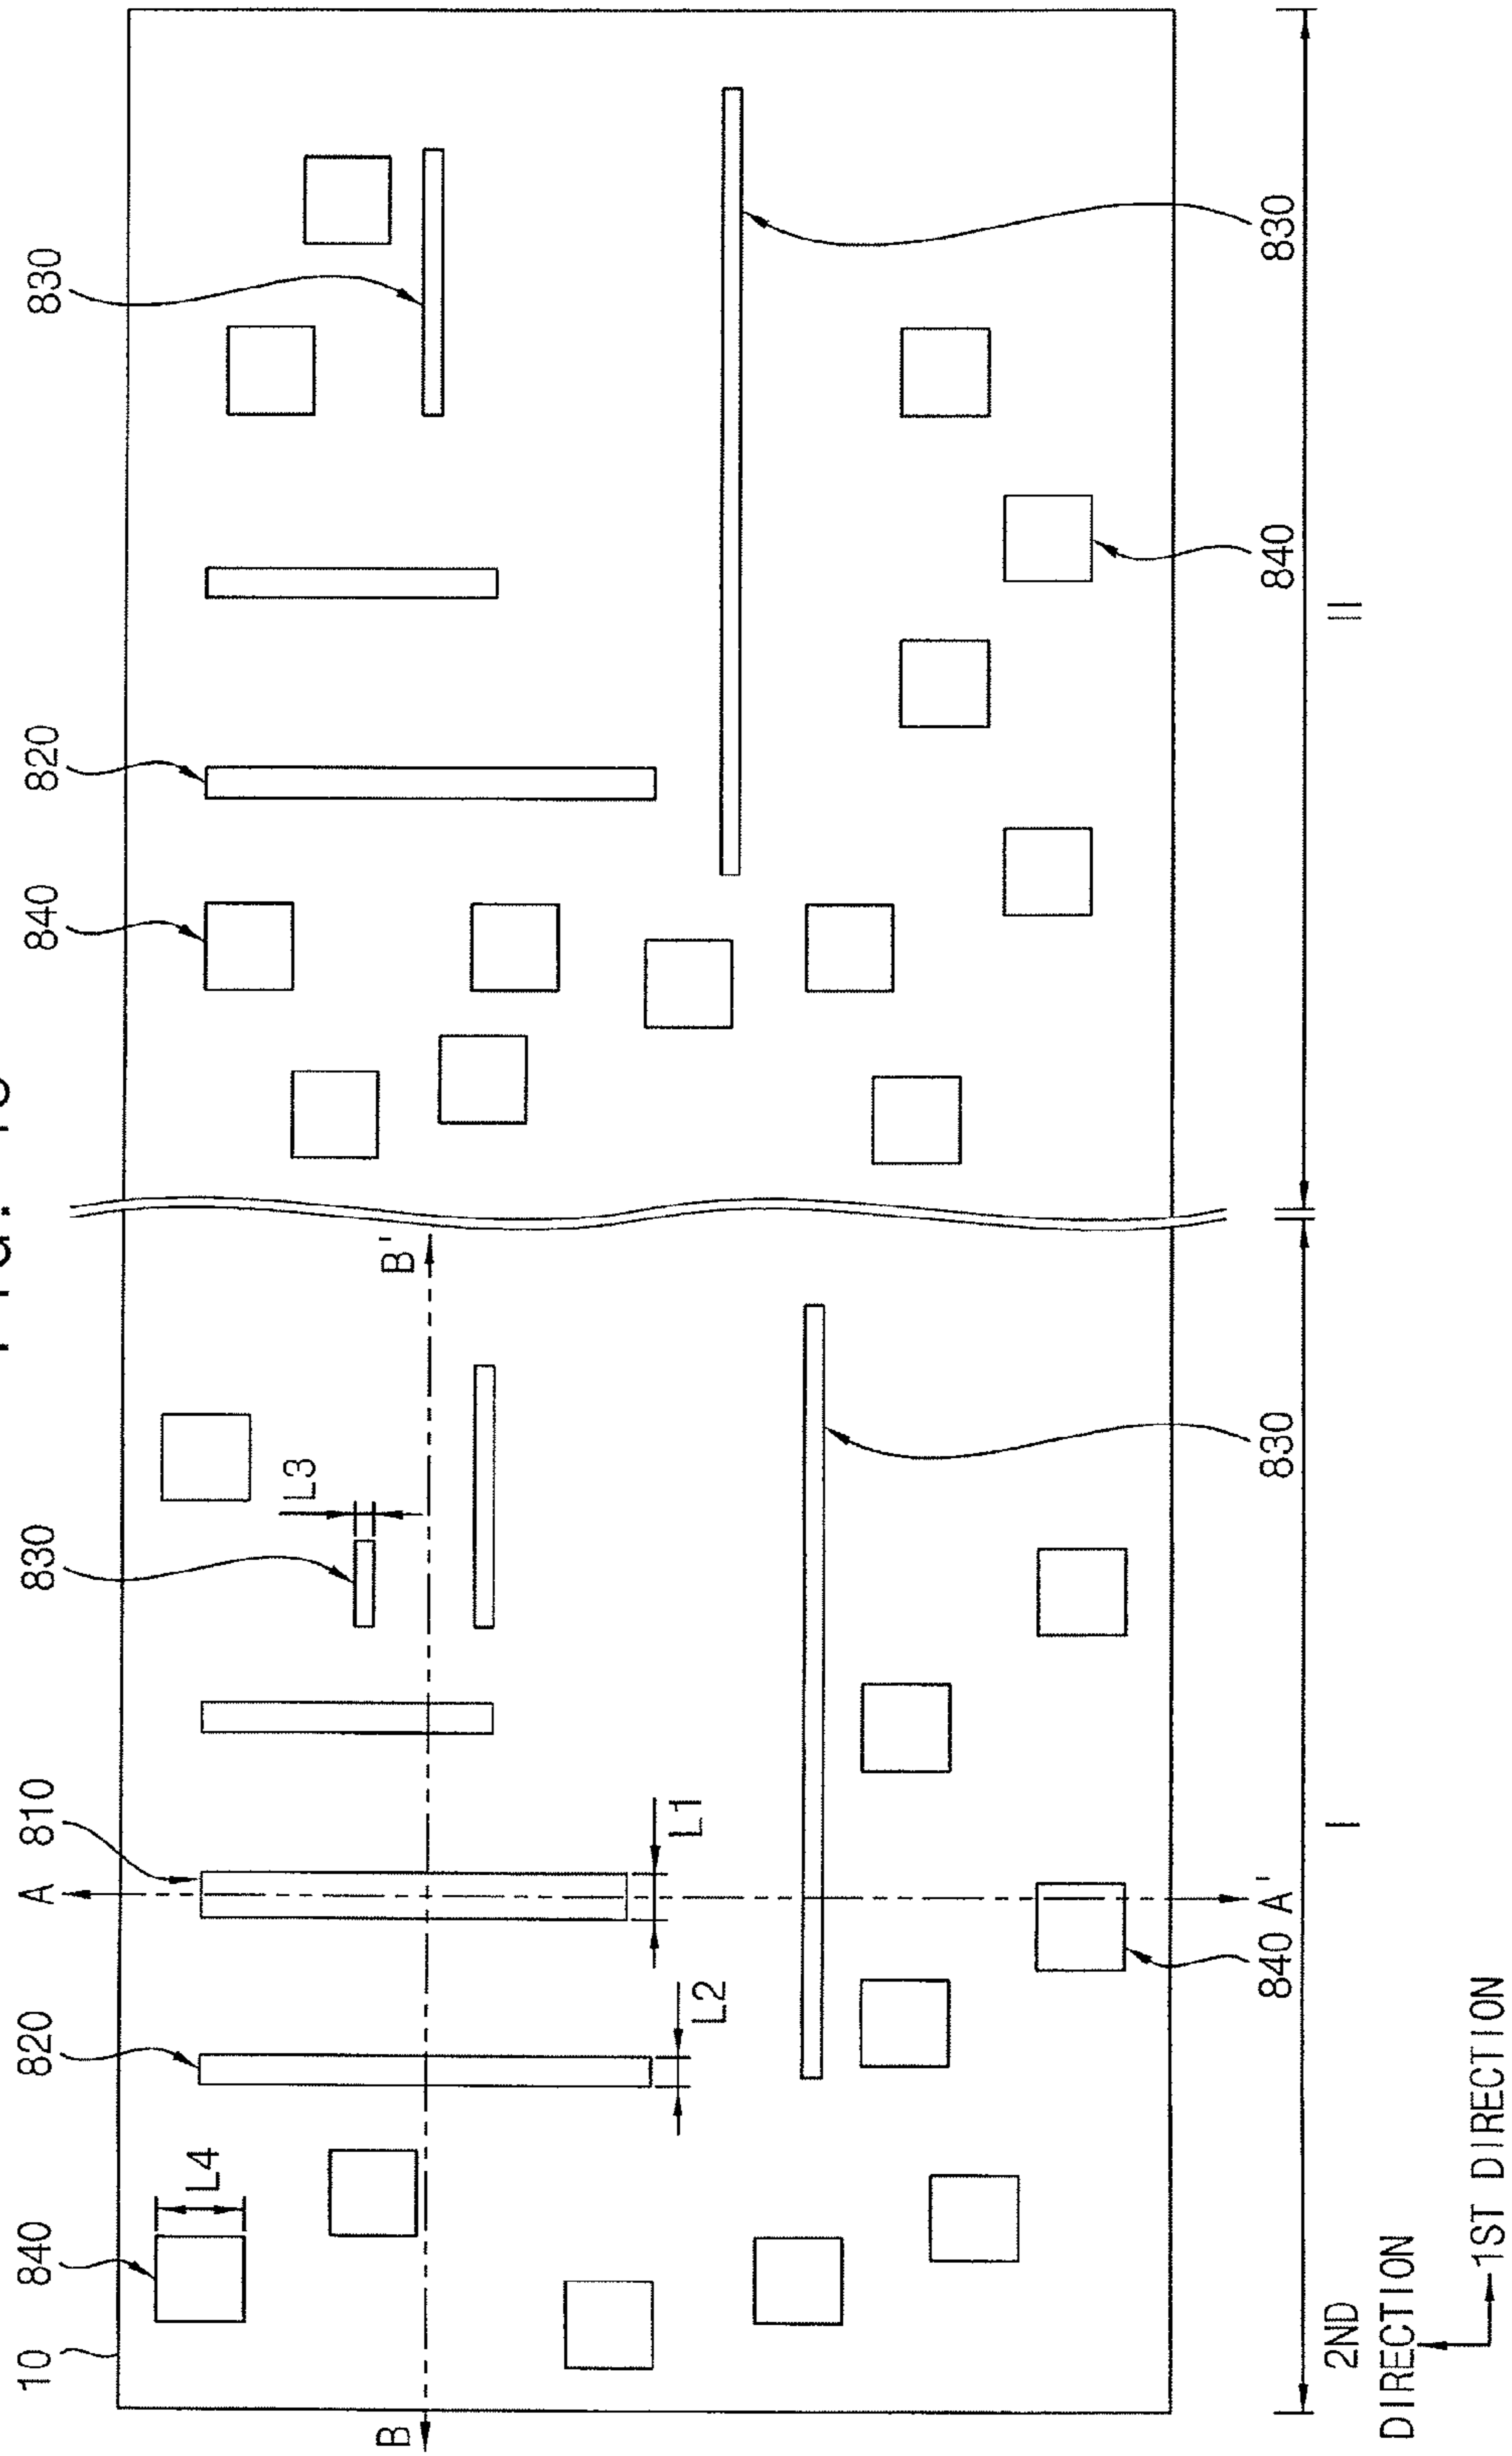 10
840
820
A
810
830
840
820
830
L4
L3
B
B'
L2
L1
840
A'
830
840
830
I
II
2ND
DIRECTION
1ST DIRECTION